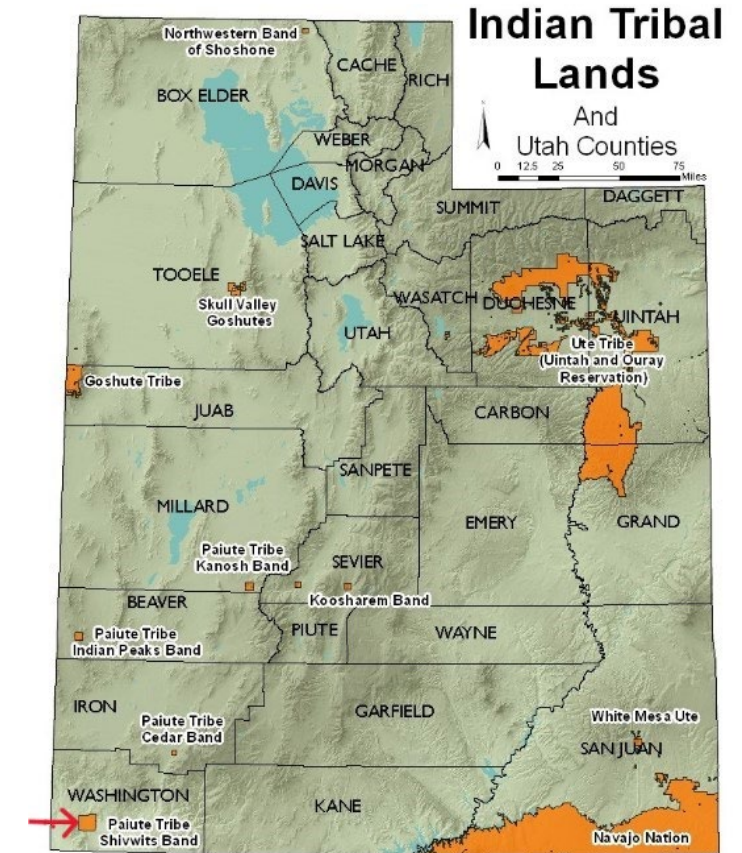 Indian Tribal
Lands
And
Utah Counties
0 12.5 25 50 75
Miles
Northwestern Band
of Shoshone
CACHE
RICH
BOX ELDER
WEBER
MORGAN
DAVIS
SUMMIT
DAGGETT
SALT LAKE
TOOELE
Skull Valley
Goshutes
WASATCH
DUCHESNE
UINTAH
UTAH
Ute Tribe
(Uintah and Ouray
Reservation)
Goshute Tribe
JUAB
CARBON
SANPETE
MILLARD
EMERY
GRAND
Paiute Tribe
Kanosh Band
SEVIER
Koosharem Band
BEAVER
Paiute Tribe
Indian Peaks Band
PIUTE
WAYNE
IRON
Paiute Tribe
Cedar Band
GARFIELD
White Mesa Ute
SAN JUAN
WASHINGTON
KANE
Paiute Tribe
Shivwits Band
Navajo Nation